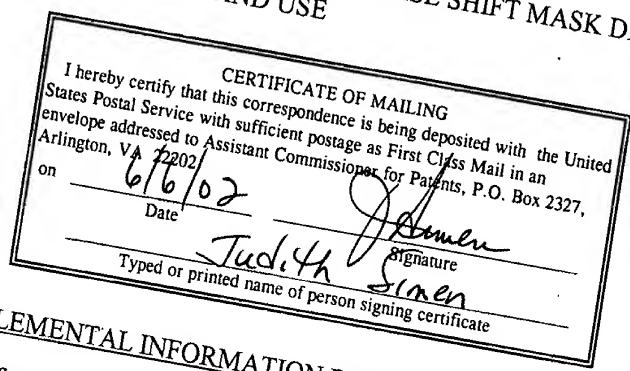 SE SHIFT MASK D
AND USE
CERTIFICATE OF MAILING
I hereby certify that this correspondence is being deposited with the United
States Postal Service with sufficient postage as First Class Mail in an
envelope addressed to Assistant Commissioner for Patents, P.O. Box 2327,
Arlington, VA 22202
on 6/6/02
Date Signature
Judith Simen
Typed or printed name of person signing certificate
LEMENTAL INFORMATION